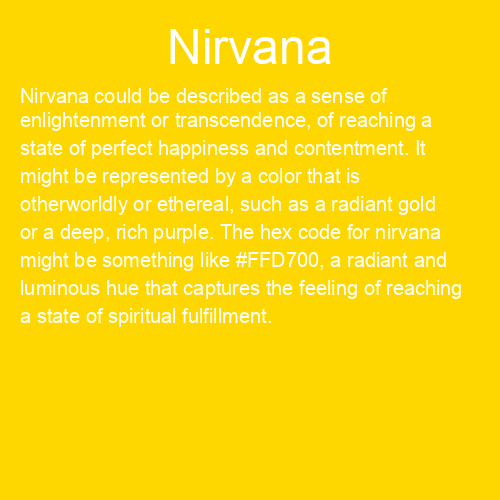 Nirvana
Nirvana could be described as a sense of
enlightenment or transcendence, of reaching a
state of perfect happiness and contentment. It
might be represented by a color that is
otherworldly or ethereal, such as a radiant gold
or a deep, rich purple. The hex code for nirvana
might be something like #FFD700, a radiant and
luminous hue that captures the feeling of reaching
a state of spiritual fulfillment.